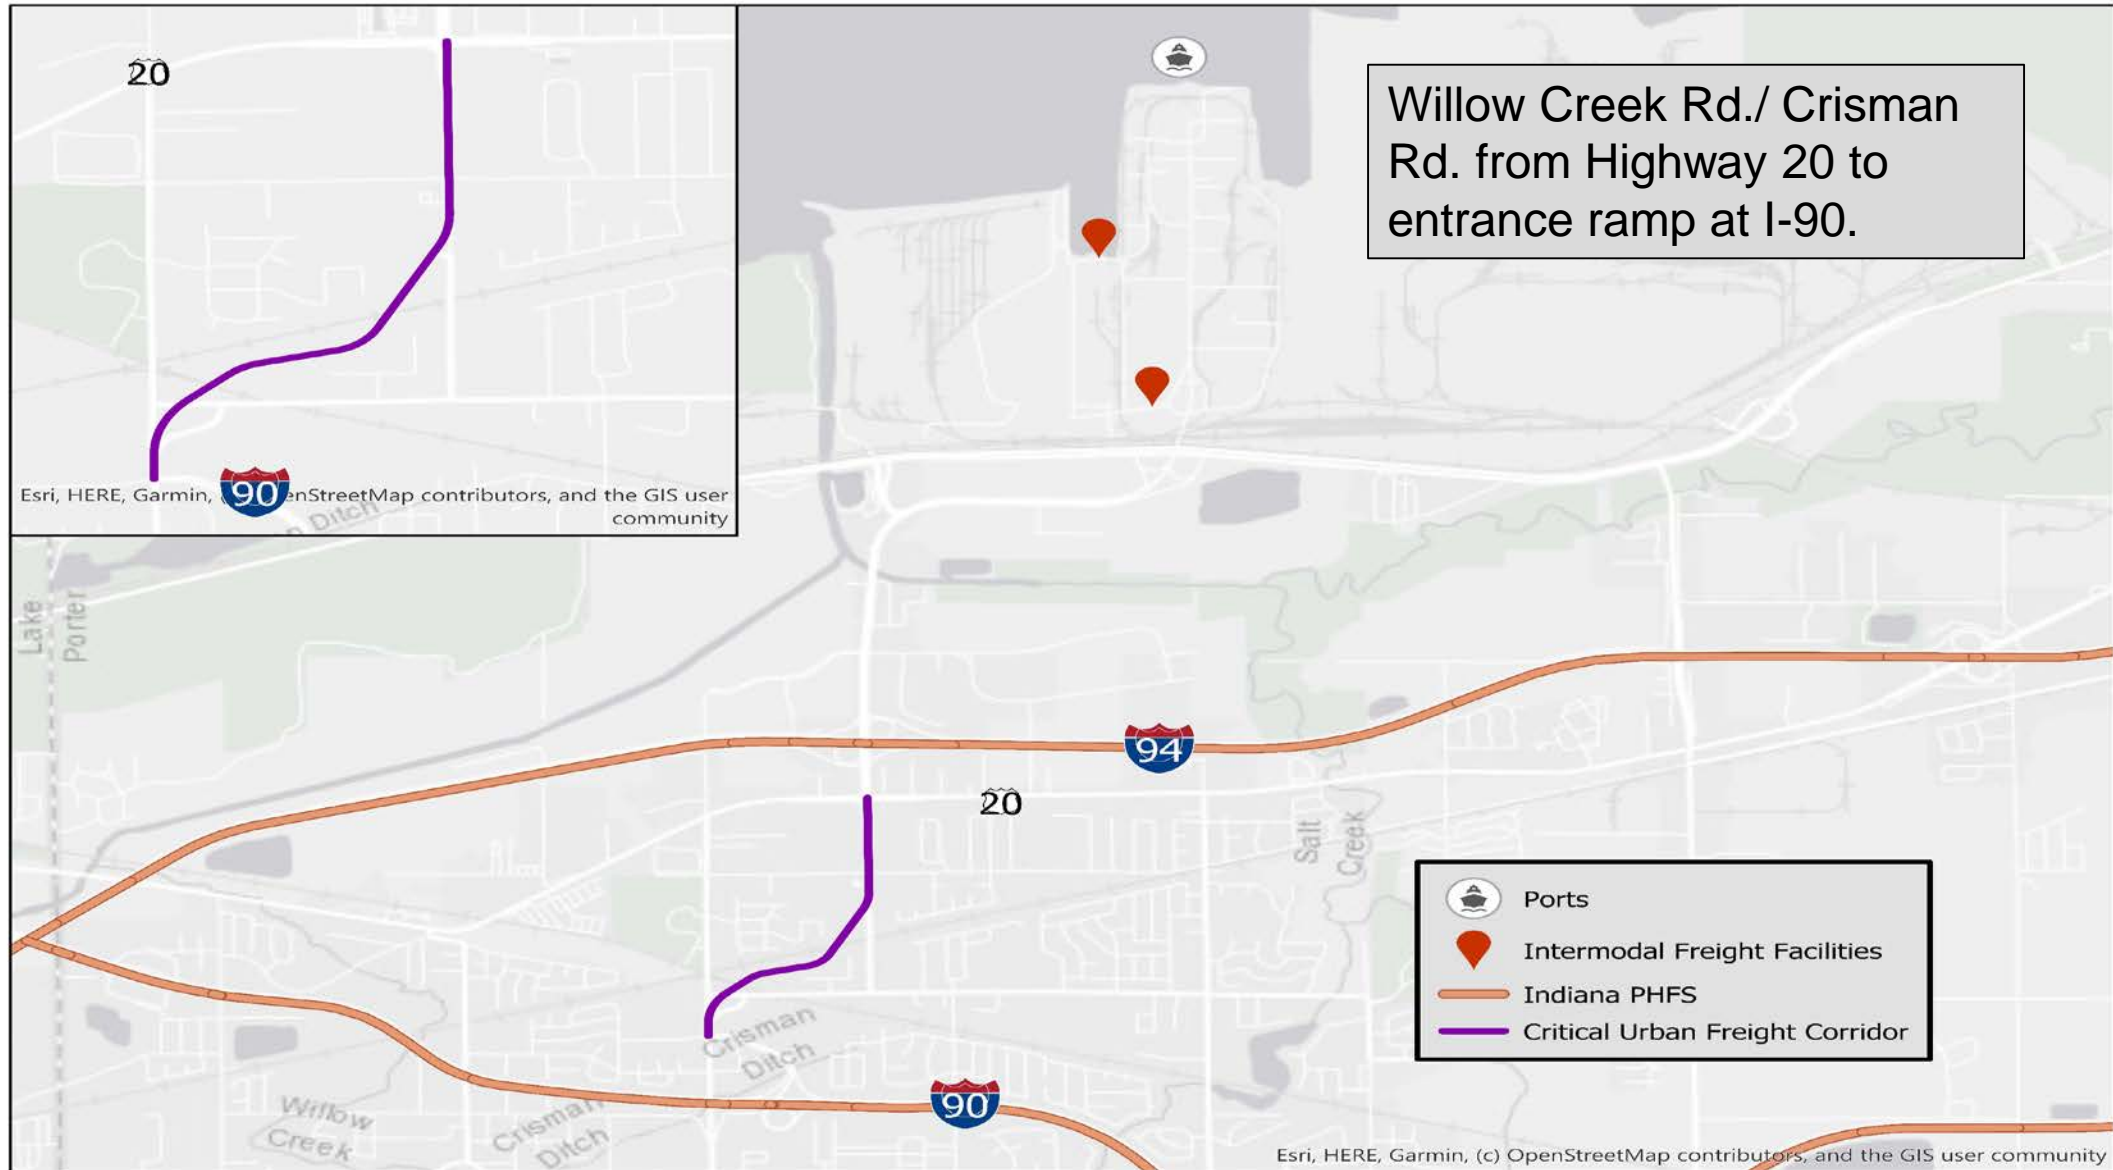 20
90
Esri, HERE, Garmin, enStreetMap contributors, and the GIS user
community
Ditch
Willow Creek Rd./ Crisman
Rd. from Highway 20 to
entrance ramp at I-90.
Lake
Porter
94
20
Salt
Creek
Crisman
Ditch
90
Willow
Creek
Crisman
Ditch
Ports
Intermodal Freight Facilities
Indiana PHFS
Critical Urban Freight Corridor
Esri, HERE, Garmin, (c) OpenStreetMap contributors, and the GIS user community